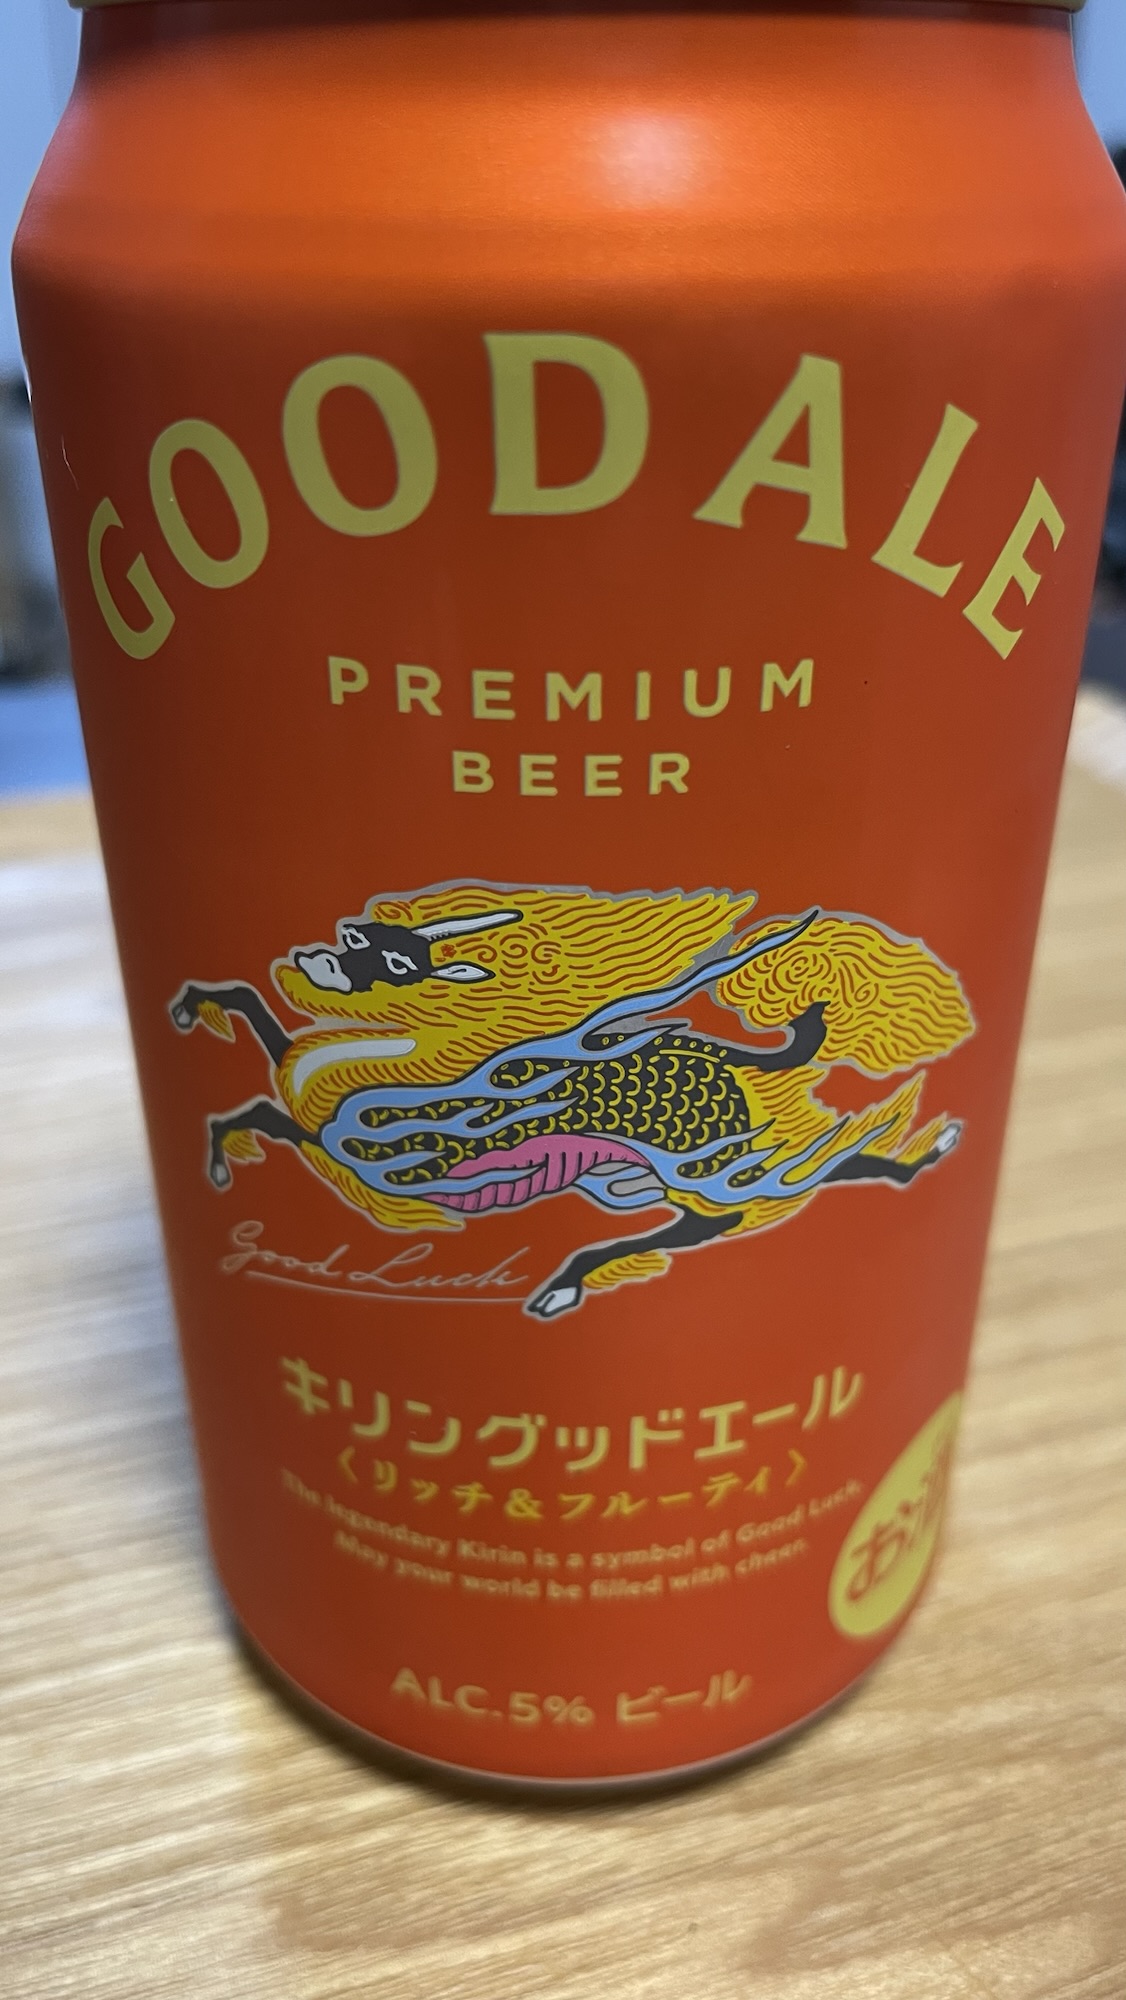 GOOD ALE
PREMIUM
BEER
Good Luck
キリングッドエール
〈リッチ＆フルーティ〉
The legendary Kirin is a symbol of Good Luck.
May your world be filled with cheer.
ALC.5% ビール